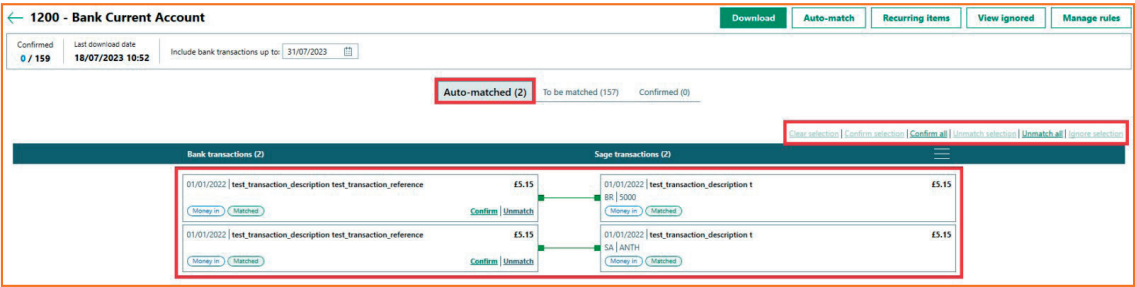 ← 1200 - Bank Current Account
Download Auto-match Recurring items View ignored Manage rules
Confirmed Last download date
0 / 159 18/07/2023 10:52 Include bank transactions up to: 31/07/2023
Auto-matched (2) To be matched (157) Confirmed (0)
Clear selection | Confirm selection | Confirm all | Unmatch selection | Unmatch all | Ignore selection
Bank transactions (2) Sage transactions (2)
01/01/2022 | test_transaction_description test_transaction_reference £5.15 01/01/2022 | test_transaction_description t £5.15
BR | 5000
Money in Matched Confirm | Unmatch Money in Matched
01/01/2022 | test_transaction_description test_transaction_reference £5.15 01/01/2022 | test_transaction_description t £5.15
SA | ANTH
Money in Matched Confirm | Unmatch Money in Matched